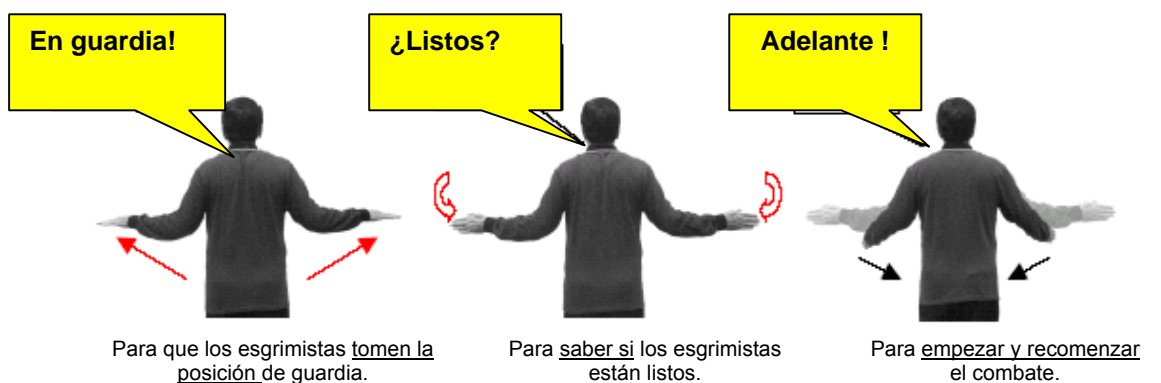 En guardia!
¿Listos?
Adelante !
Para que los esgrimistas tomen la
posición de guardia.
Para saber si los esgrimistas
están listos.
Para empezar y recomenzar
el combate.